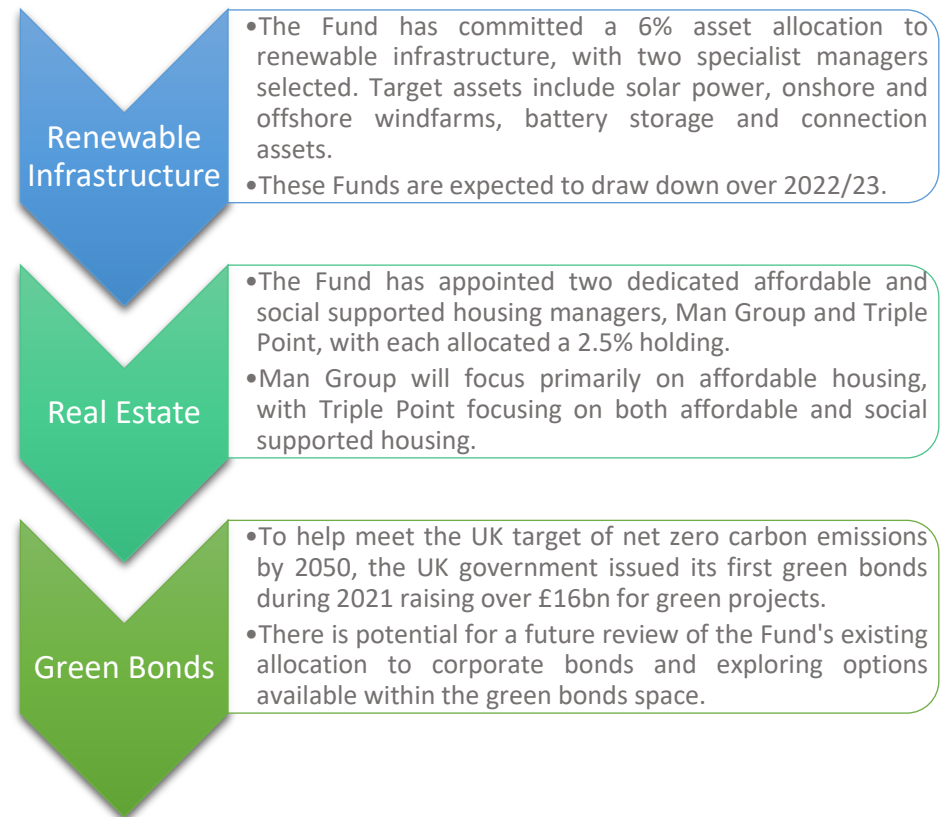 Renewable
Infrastructure
•The Fund has committed a 6% asset allocation to
renewable infrastructure, with two specialist managers
selected. Target assets include solar power, onshore and
offshore windfarms, battery storage and connection
assets.
•These Funds are expected to draw down over 2022/23.
Real Estate
•The Fund has appointed two dedicated affordable and
social supported housing managers, Man Group and Triple
Point, with each allocated a 2.5% holding.
•Man Group will focus primarily on affordable housing,
with Triple Point focusing on both affordable and social
supported housing.
Green Bonds
•To help meet the UK target of net zero carbon emissions
by 2050, the UK government issued its first green bonds
during 2021 raising over £16bn for green projects.
•There is potential for a future review of the Fund's existing
allocation to corporate bonds and exploring options
available within the green bonds space.